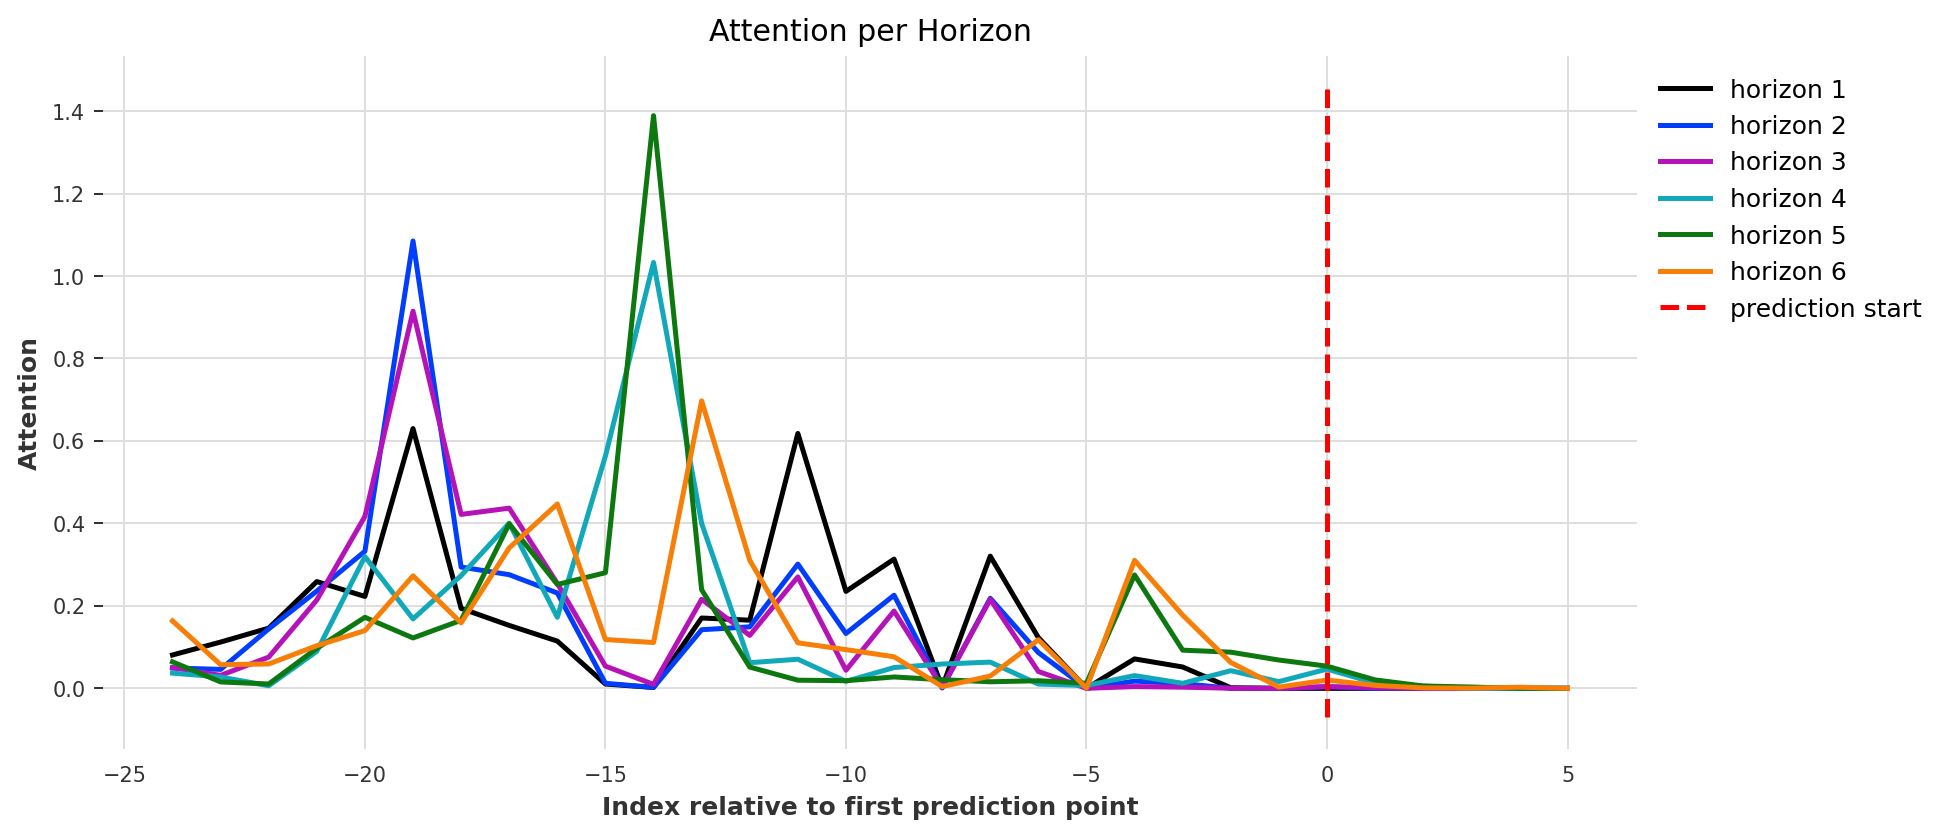 Attention per Horizon
1.4
1.2
1.0
0.8
0.6
0.4
0.2
0.0
Attention
−25
−20
−15
−10
−5
0
5
Index relative to first prediction point
horizon 1
horizon 2
horizon 3
horizon 4
horizon 5
horizon 6
prediction start